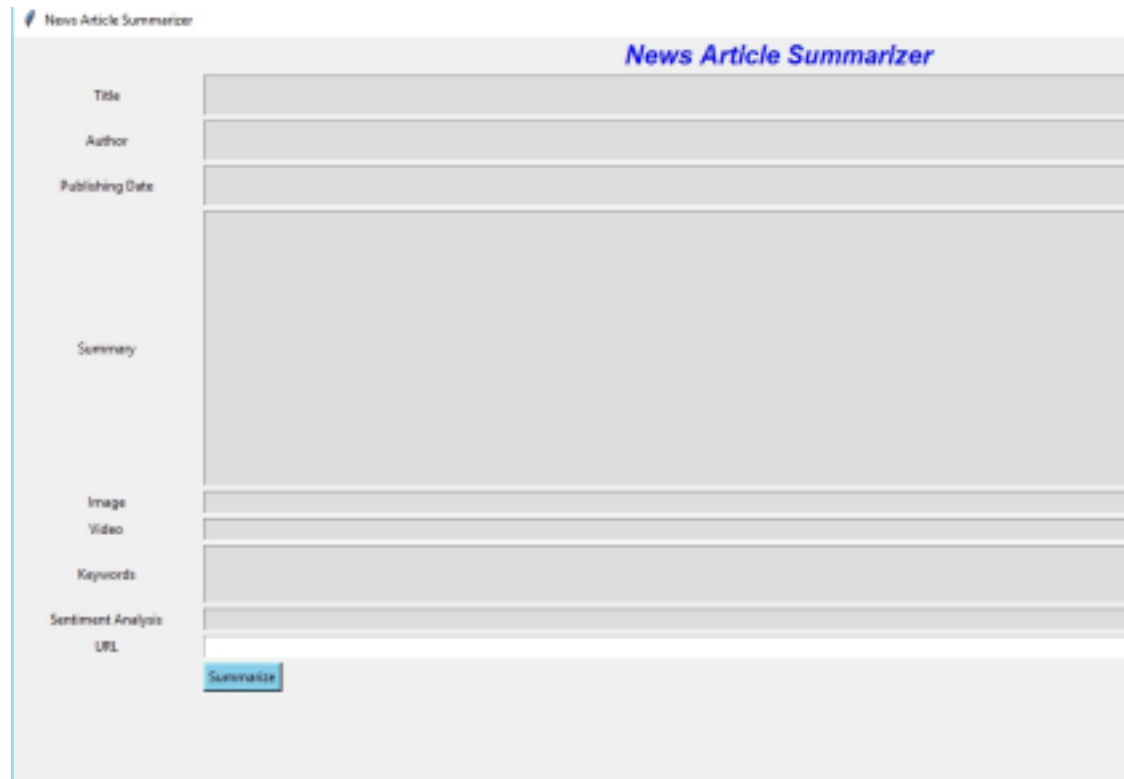 News Article Summarizer
News Article Summarizer
Title
Author
Publishing Date
Summary
Image
Video
Keywords
Sentiment Analysis
URL
Summarize